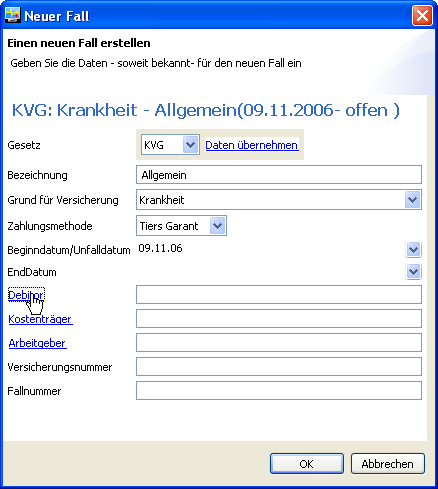 Neuer Fall
Einen neuen Fall erstellen
Geben Sie die Daten - soweit bekannt- für den neuen Fall ein
KVG: Krankheit - Allgemein(09.11.2006- offen )
Gesetz KVG Daten übernehmen
Bezeichnung Allgemein
Grund für Versicherung Krankheit
Zahlungsmethode Tiers Garant
Beginndatum/Unfalldatum 09.11.06
EndDatum
Debitor
Kostenträger
Arbeitgeber
Versicherungsnummer
Fallnummer
OK Abbrechen